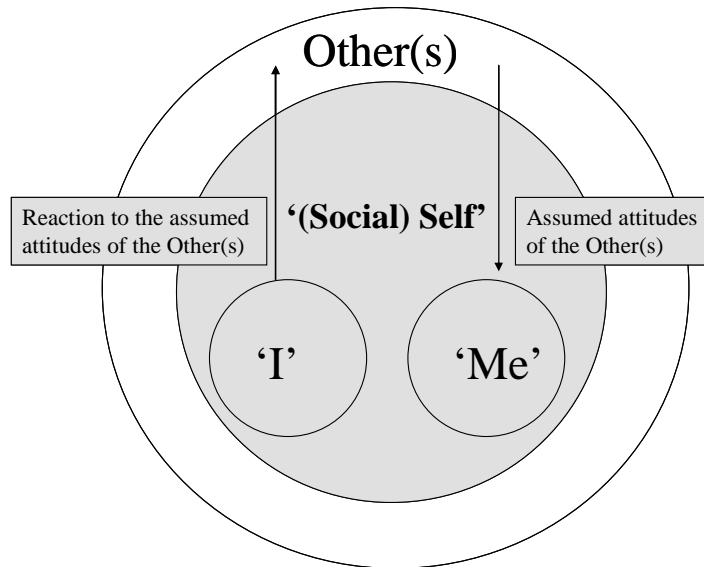 Other(s)
‘(Social) Self’
Reaction to the assumed
attitudes of the Other(s)
Assumed attitudes
of the Other(s)
‘I’
‘Me’